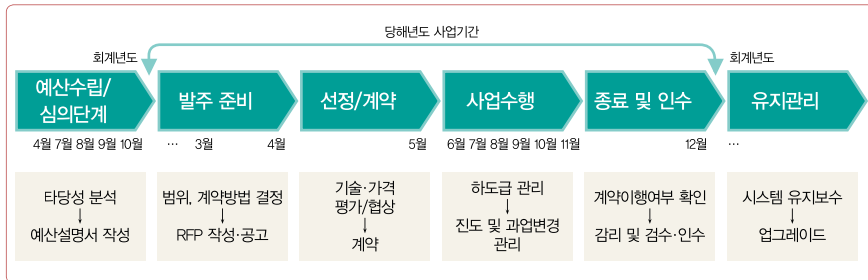 당해년도 사업기간
회계년도
회계년도
예산수립/
심의단계
발주 준비
선정/계약
사업수행
종료 및 인수
유지관리
4월 7월 8월 9월 10월
… 3월 4월
5월
6월 7월 8월 9월 10월 11월
12월
…
타당성 분석
↓
예산설명서 작성
범위, 계약방법 결정
↓
RFP 작성·공고
기술·가격
평가/협상
↓
계약
하도급 관리
↓
진도 및 과업변경
관리
계약이행여부 확인
↓
감리 및 검수·인수
시스템 유지보수
↓
업그레이드